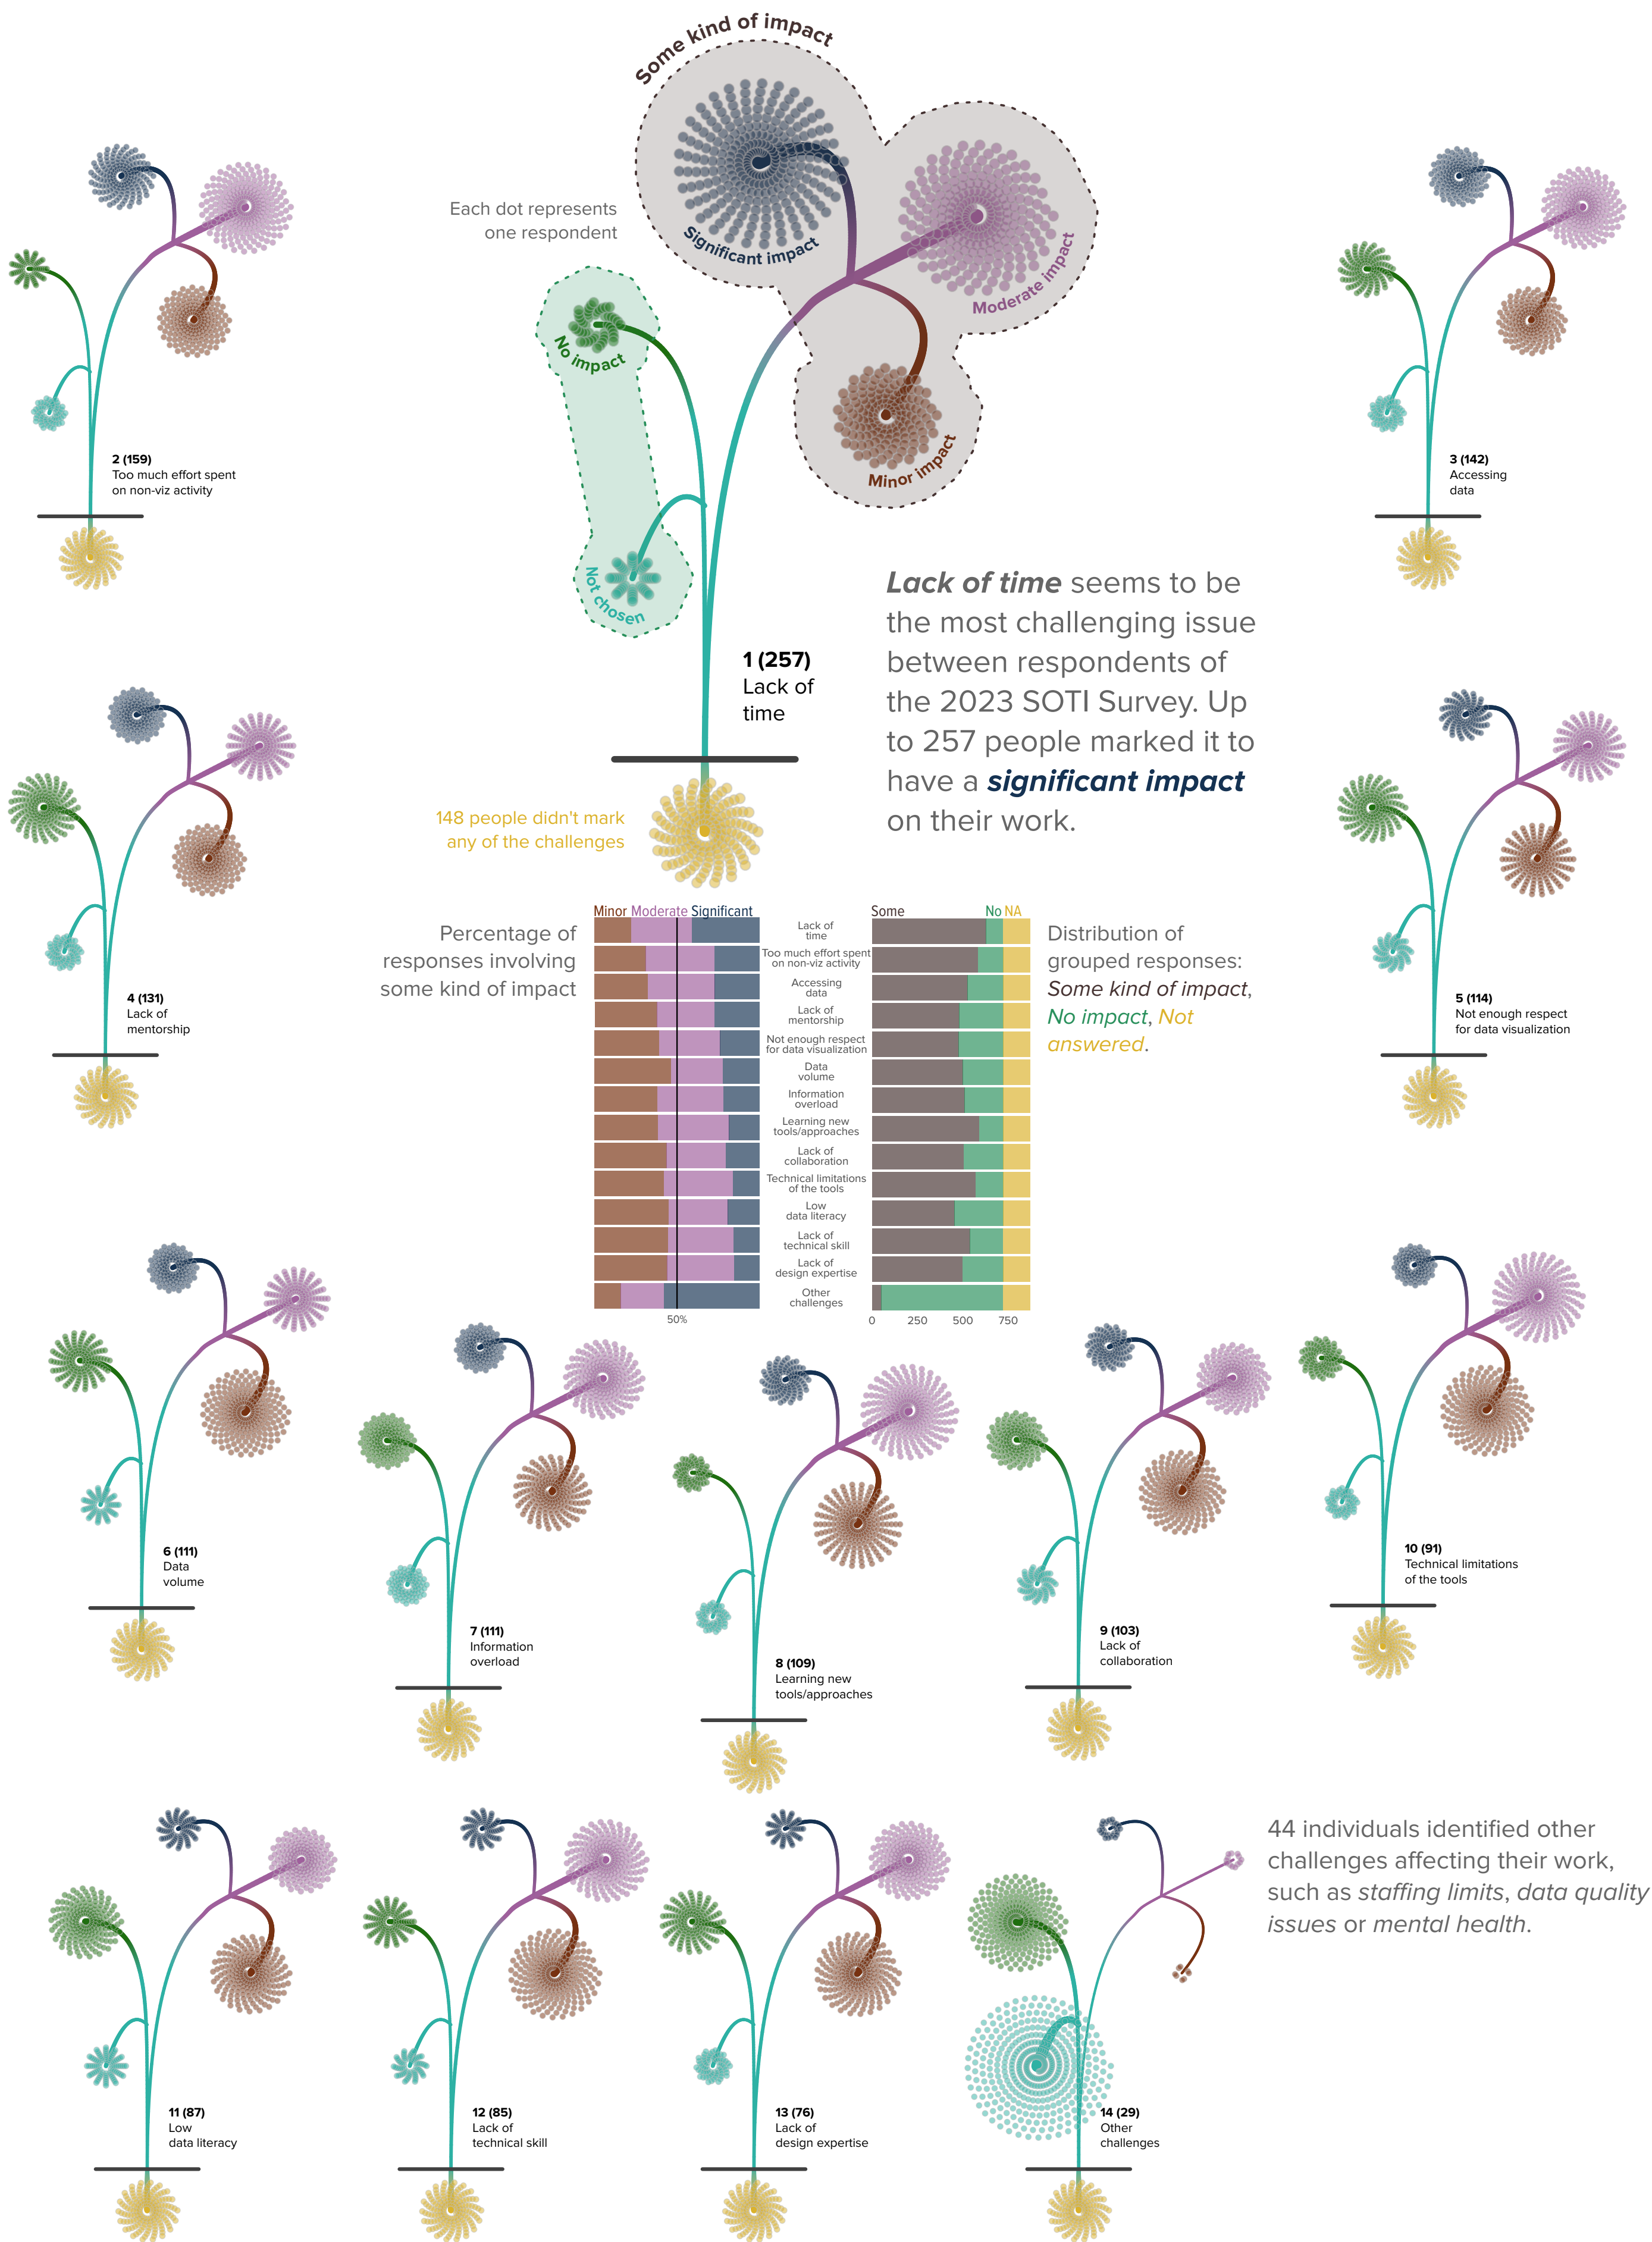 Some kind of impact
Each dot represents
one respondent
Significant impact
Moderate impact
No impact
Minor impact
Not chosen
2 (159)
Too much effort spent
on non-viz activity
3 (142)
Accessing
data
1 (257)
Lack of
time
Lack of time seems to be
the most challenging issue
between respondents of
the 2023 SOTI Survey. Up
to 257 people marked it to
have a significant impact
on their work.
148 people didn't mark
any of the challenges
4 (131)
Lack of
mentorship
5 (114)
Not enough respect
for data visualization
Percentage of
responses involving
some kind of impact
Minor Moderate Significant
Some No NA
Distribution of
grouped responses:
Some kind of impact,
No impact, Not
answered.
Lack of
time
Too much effort spent
on non-viz activity
Accessing
data
Lack of
mentorship
Not enough respect
for data visualization
Data
volume
Information
overload
Learning new
tools/approaches
Lack of
collaboration
Technical limitations
of the tools
Low
data literacy
Lack of
technical skill
Lack of
design expertise
Other
challenges
50%
0 250 500 750
6 (111)
Data
volume
7 (111)
Information
overload
8 (109)
Learning new
tools/approaches
9 (103)
Lack of
collaboration
10 (91)
Technical limitations
of the tools
44 individuals identified other
challenges affecting their work,
such as staffing limits, data quality
issues or mental health.
11 (87)
Low
data literacy
12 (85)
Lack of
technical skill
13 (76)
Lack of
design expertise
14 (29)
Other
challenges